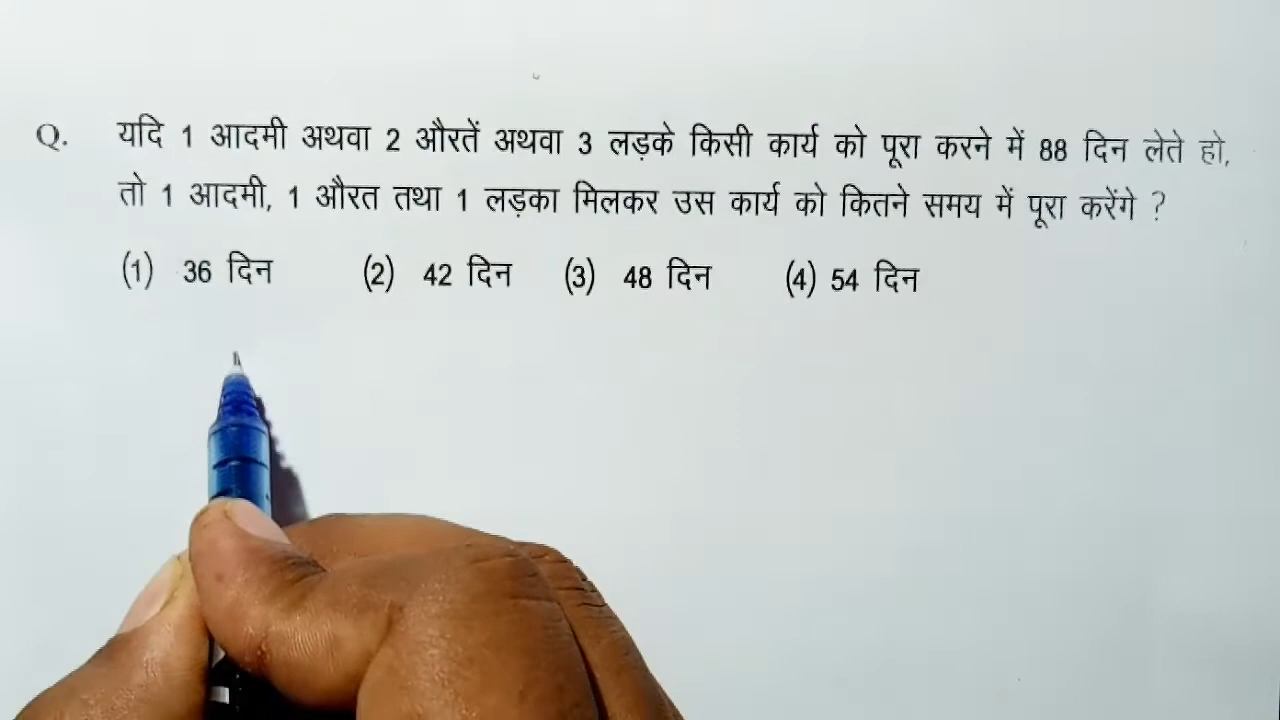 Q. यदि 1 आदमी अथवा 2 औरतें अथवा 3 लड़के किसी कार्य को पूरा करने में 88 दिन लेते हो,
तो 1 आदमी, 1 औरत तथा 1 लड़का मिलकर उस कार्य को कितने समय में पूरा करेंगे ?
(1) 36 दिन (2) 42 दिन (3) 48 दिन (4) 54 दिन